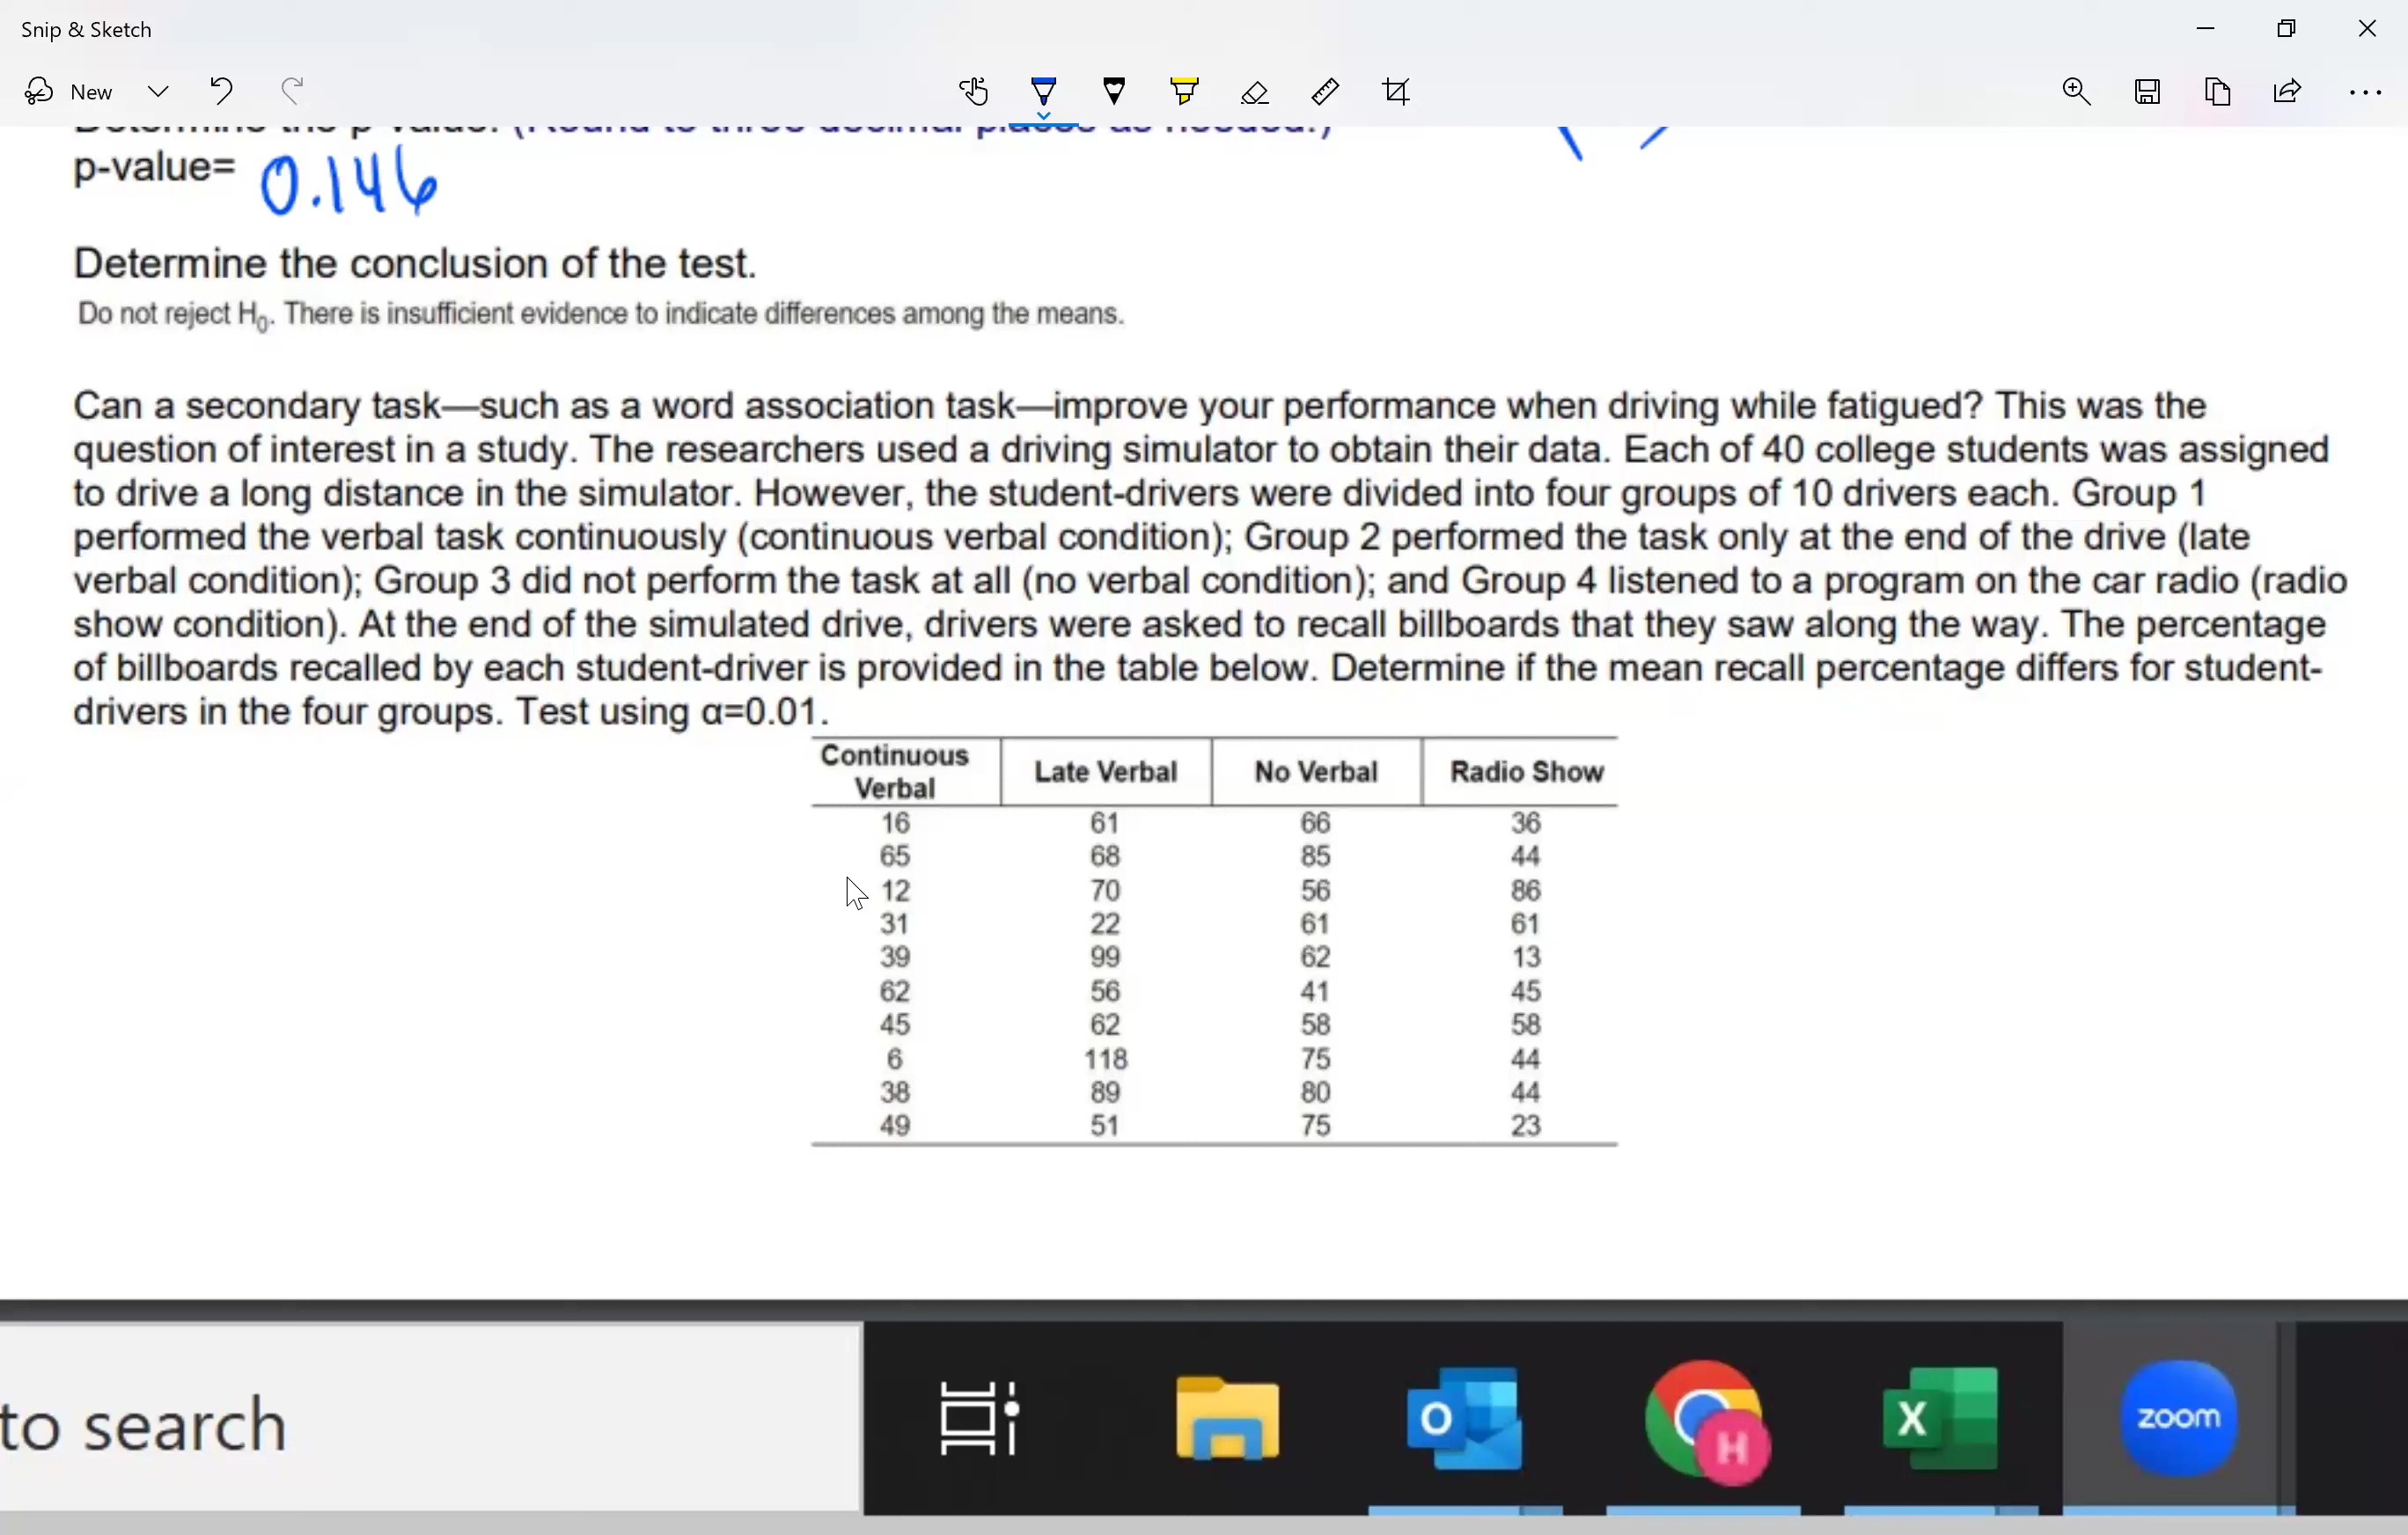 Snip & Sketch
New
Determine the p-value. (Round to three decimal places as needed.)
p-value= 0.146
Determine the conclusion of the test.
Do not reject H0. There is insufficient evidence to indicate differences among the means.
Can a secondary task—such as a word association task—improve your performance when driving while fatigued? This was the
question of interest in a study. The researchers used a driving simulator to obtain their data. Each of 40 college students was assigned
to drive a long distance in the simulator. However, the student-drivers were divided into four groups of 10 drivers each. Group 1
performed the verbal task continuously (continuous verbal condition); Group 2 performed the task only at the end of the drive (late
verbal condition); Group 3 did not perform the task at all (no verbal condition); and Group 4 listened to a program on the car radio (radio
show condition). At the end of the simulated drive, drivers were asked to recall billboards that they saw along the way. The percentage
of billboards recalled by each student-driver is provided in the table below. Determine if the mean recall percentage differs for student-
drivers in the four groups. Test using α=0.01.
Continuous
Verbal Late Verbal No Verbal Radio Show
16 61 66 36
65 68 85 44
12 70 56 86
31 22 61 61
39 99 62 13
62 56 41 45
45 62 58 58
6 118 75 44
38 89 80 44
49 51 75 23
to search
O
H
X
zoom